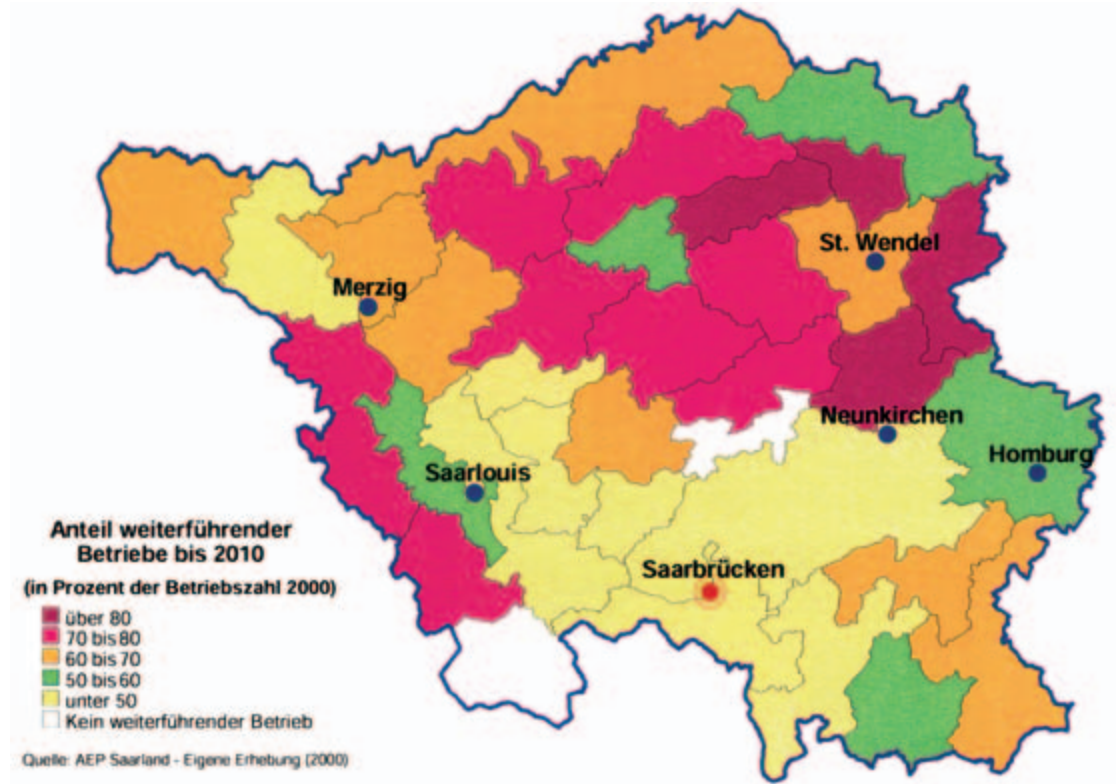 St. Wendel
Merzig
Neunkirchen
Homburg
Saarlouis
Saarbrücken
Anteil weiterführender
Betriebe bis 2010
(in Prozent der Betriebszahl 2000)
über 80
70 bis 80
60 bis 70
50 bis 60
unter 50
Kein weiterführender Betrieb
Quelle: AEP Saarland - Eigene Erhebung (2000)